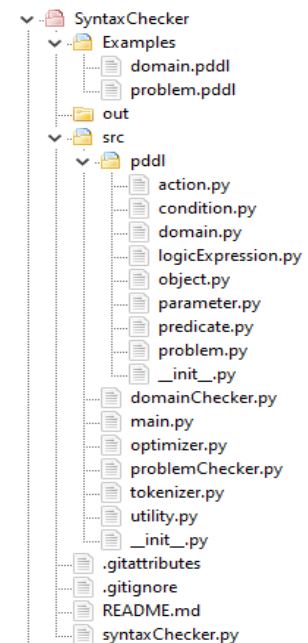 SyntaxChecker
Examples
domain.pddl
problem.pddl
out
src
pddl
action.py
condition.py
domain.py
logicExpression.py
object.py
parameter.py
predicate.py
problem.py
__init__.py
domainChecker.py
main.py
optimizer.py
problemChecker.py
tokenizer.py
utility.py
__init__.py
.gitattributes
.gitignore
README.md
syntaxChecker.py